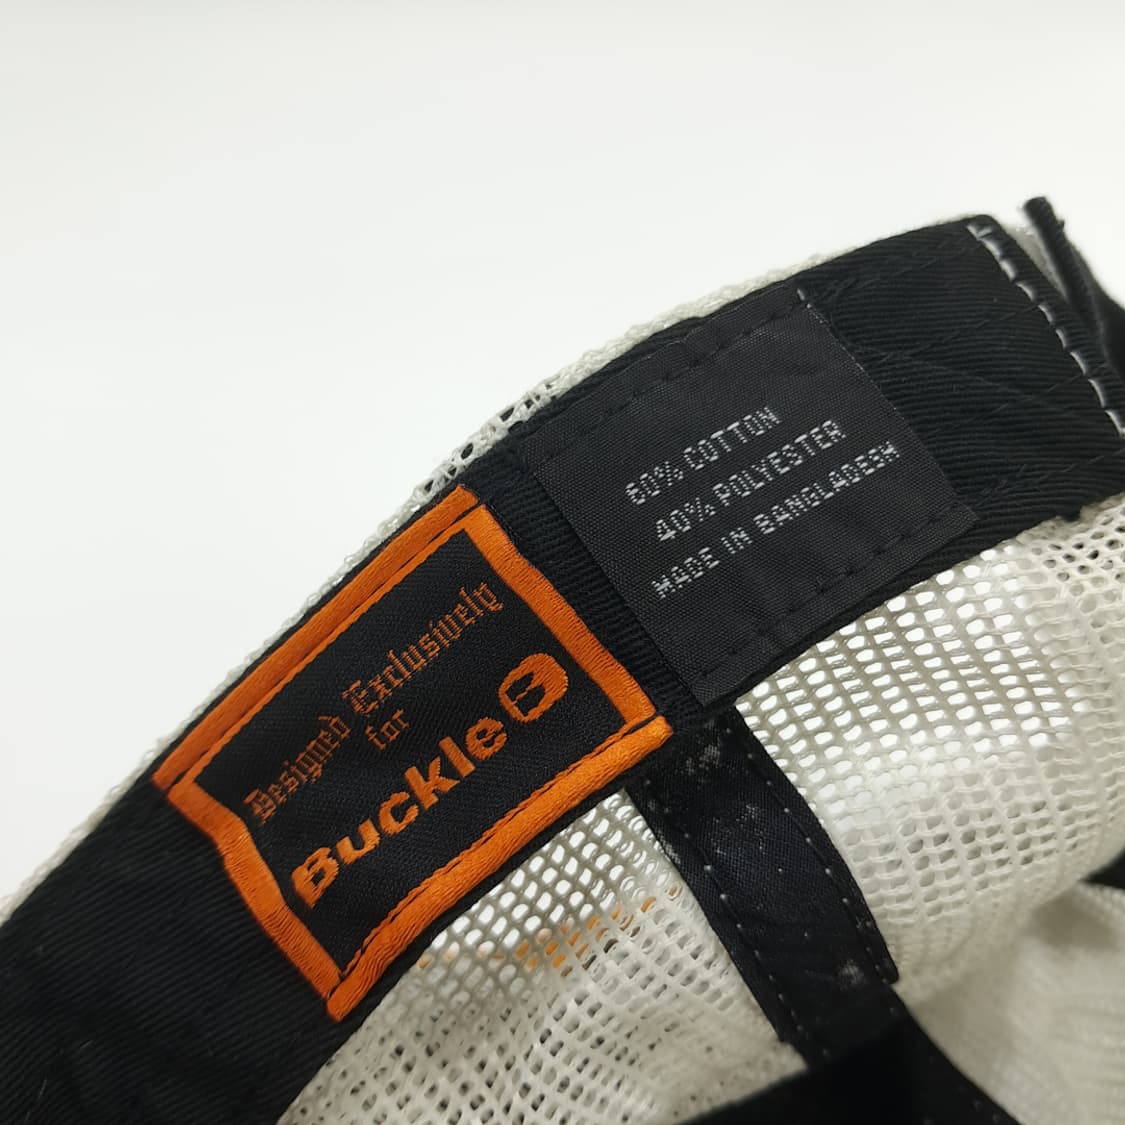 Designed Exclusively
for
Buckle B
60% COTTON
40% POLYESTER
MADE IN BANGLADESH